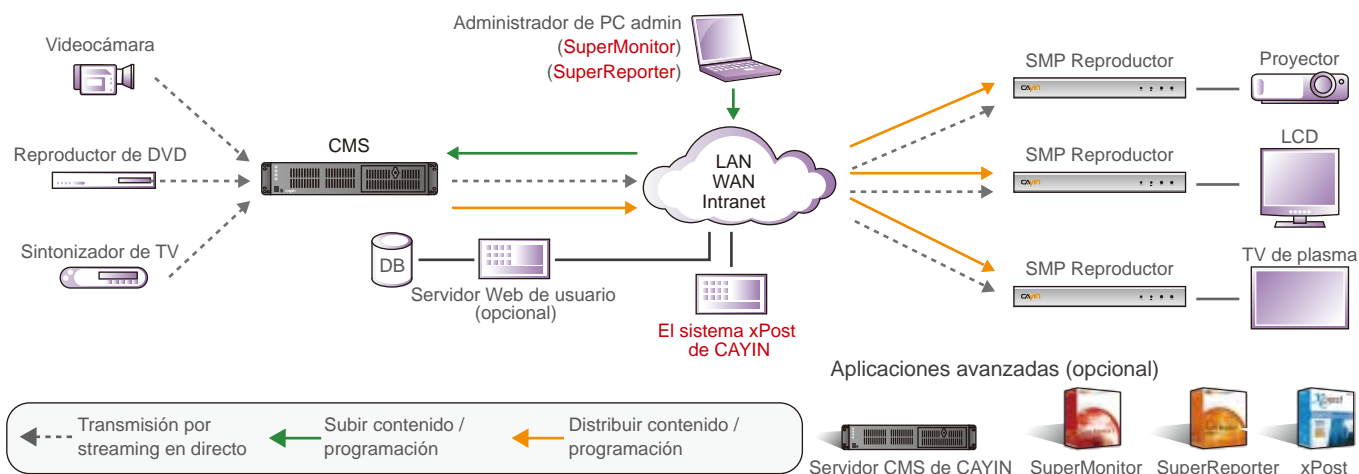 Administrador de PC admin
(SuperMonitor)
(SuperReporter)
Videocámara
Reproductor de DVD
Sintonizador de TV
CMS
LAN
WAN
Intranet
DB
Servidor Web de usuario
(opcional)
El sistema xPost
de CAYIN
SMP Reproductor
CAYIN
Proyector
SMP Reproductor
CAYIN
LCD
SMP Reproductor
CAYIN
TV de plasma
Aplicaciones avanzadas (opcional)
Transmisión por
streaming en directo
Subir contenido /
programación
Distribuir contenido /
programación
Servidor CMS de CAYIN
SuperMonitor
SuperReporter
xPost